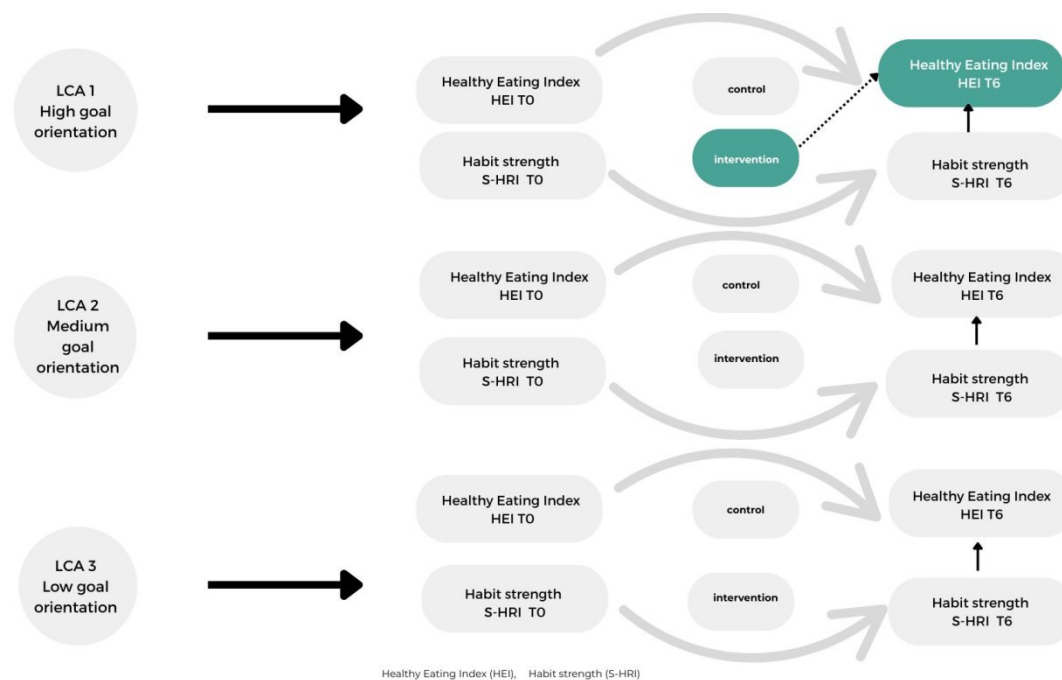 LCA 1
High goal
orientation
Healthy Eating Index
HEI T0
Habit strength
S-HRI T0
control
intervention
Healthy Eating Index
HEI T6
Habit strength
S-HRI T6
LCA 2
Medium
goal
orientation
Healthy Eating Index
HEI T0
Habit strength
S-HRI T0
control
intervention
Healthy Eating Index
HEI T6
Habit strength
S-HRI T6
LCA 3
Low goal
orientation
Healthy Eating Index
HEI T0
Habit strength
S-HRI T0
control
intervention
Healthy Eating Index
HEI T6
Habit strength
S-HRI T6
Healthy Eating Index (HEI), Habit strength (S-HRI)